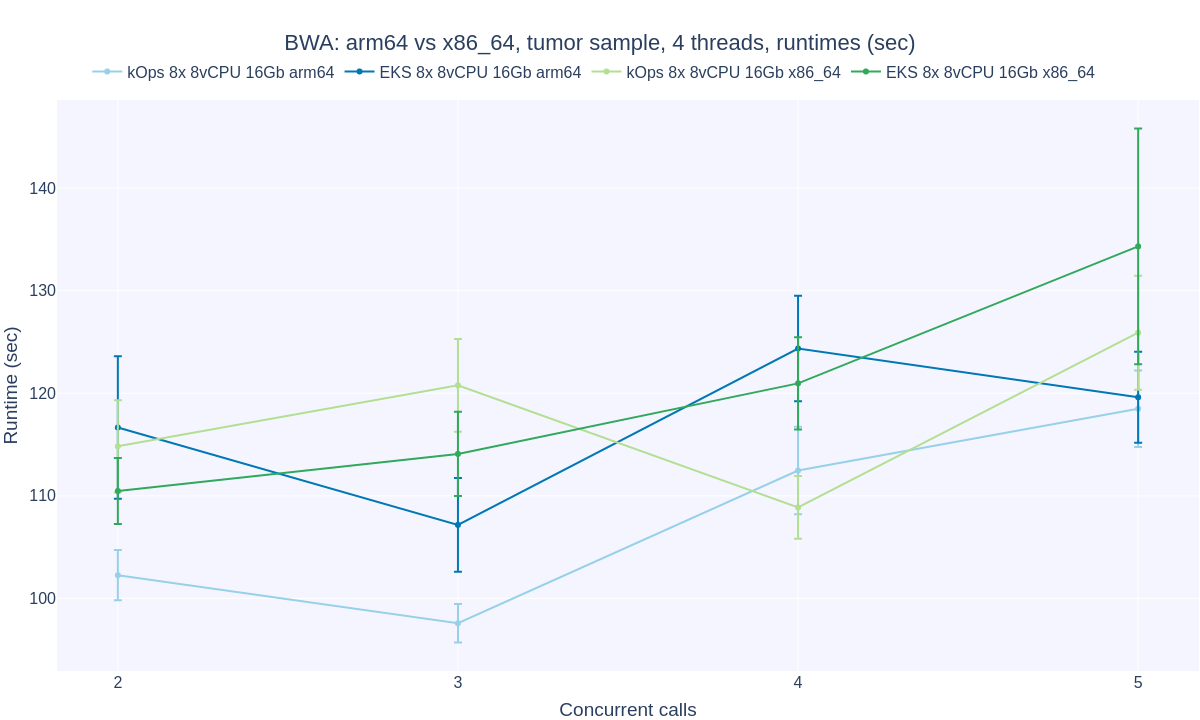 BWA: arm64 vs x86_64, tumor sample, 4 threads, runtimes (sec)
kOps 8x 8vCPU 16Gb arm64 EKS 8x 8vCPU 16Gb arm64 kOps 8x 8vCPU 16Gb x86_64 EKS 8x 8vCPU 16Gb x86_64
140
130
120
110
100
Runtime (sec)
2 3 4 5
Concurrent calls